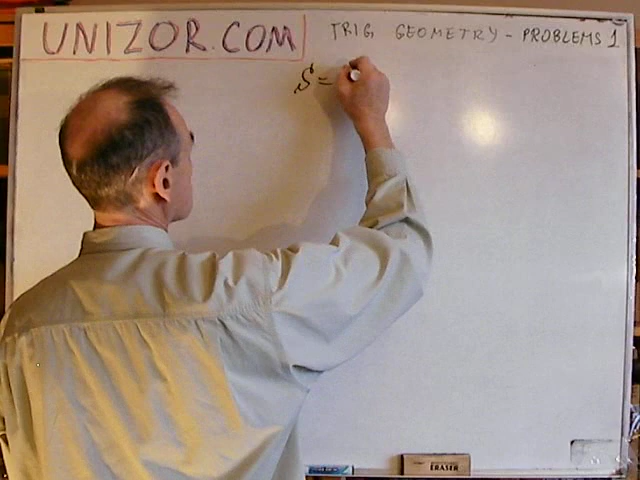 UNIZOR.COM
TRIG GEOMETRY - PROBLEMS 1
S =
ERASER